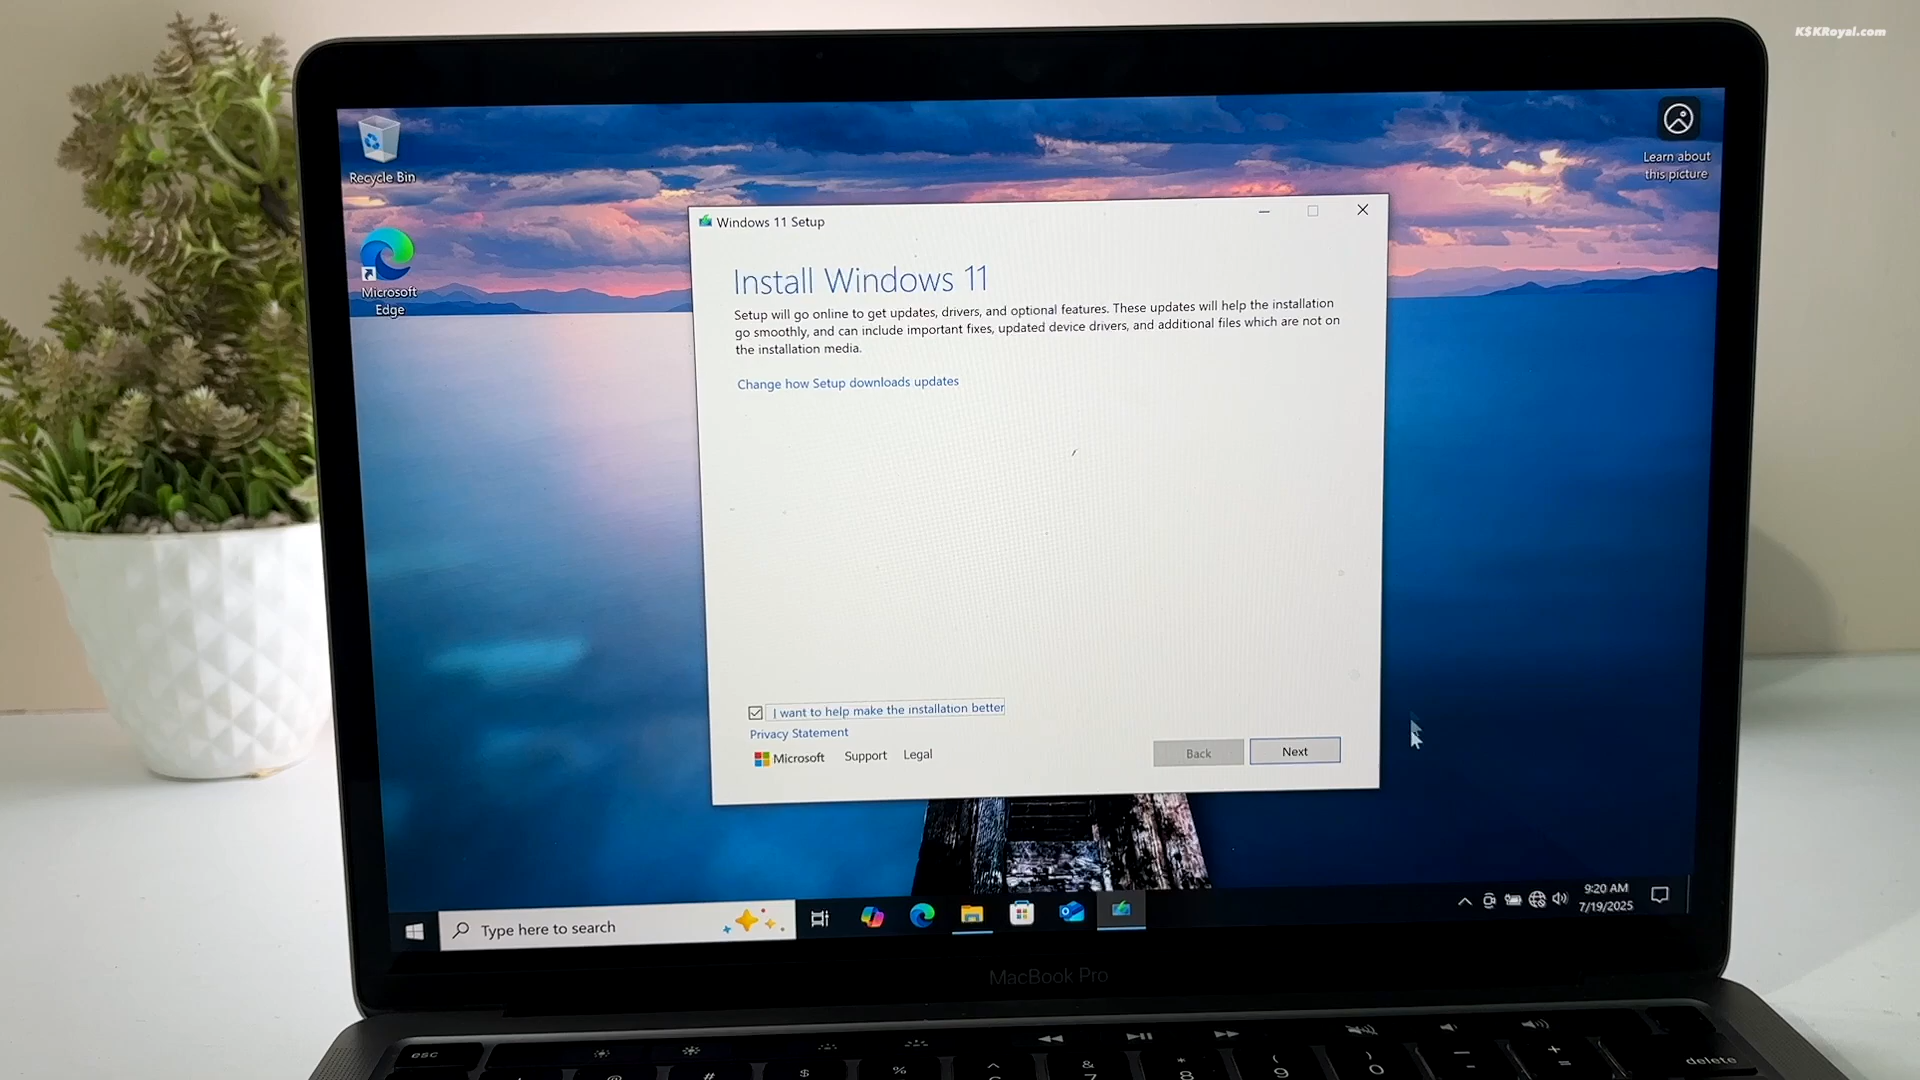 K$KRoyal.com
Recycle Bin
Learn about
this picture
Microsoft
Edge
Windows 11 Setup
Install Windows 11
Setup will go online to get updates, drivers, and optional features. These updates will help the installation
go smoothly, and can include important fixes, updated device drivers, and additional files which are not on
the installation media.
Change how Setup downloads updates
I want to help make the installation better
Privacy Statement
Microsoft Support Legal
Back Next
Type here to search
9:20 AM
7/19/2025
MacBook Pro
esc
delete
@ # $ % ^ & * ( ) – +
7 8 9 0 - =